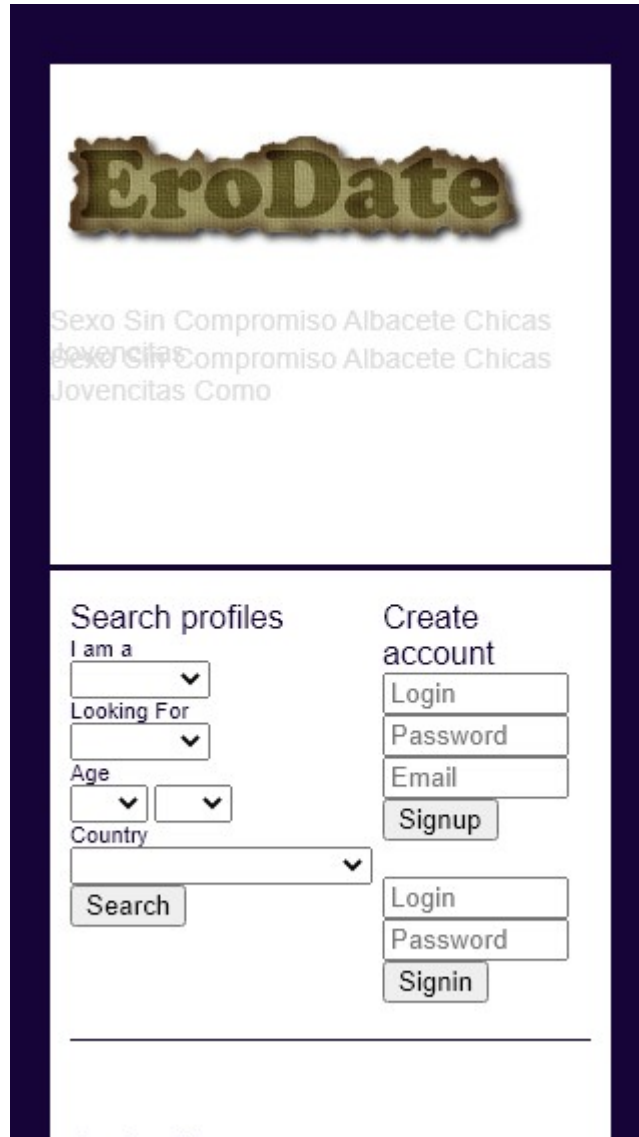 EroDate
Sexo Sin Compromiso Albacete Chicas
Jovencitas
Sexo Sin Compromiso Albacete Chicas
Jovencitas Como
Search profiles
I am a
Looking For
Age
Country
Search
Create
account
Login
Password
Email
Signup
Login
Password
Signin